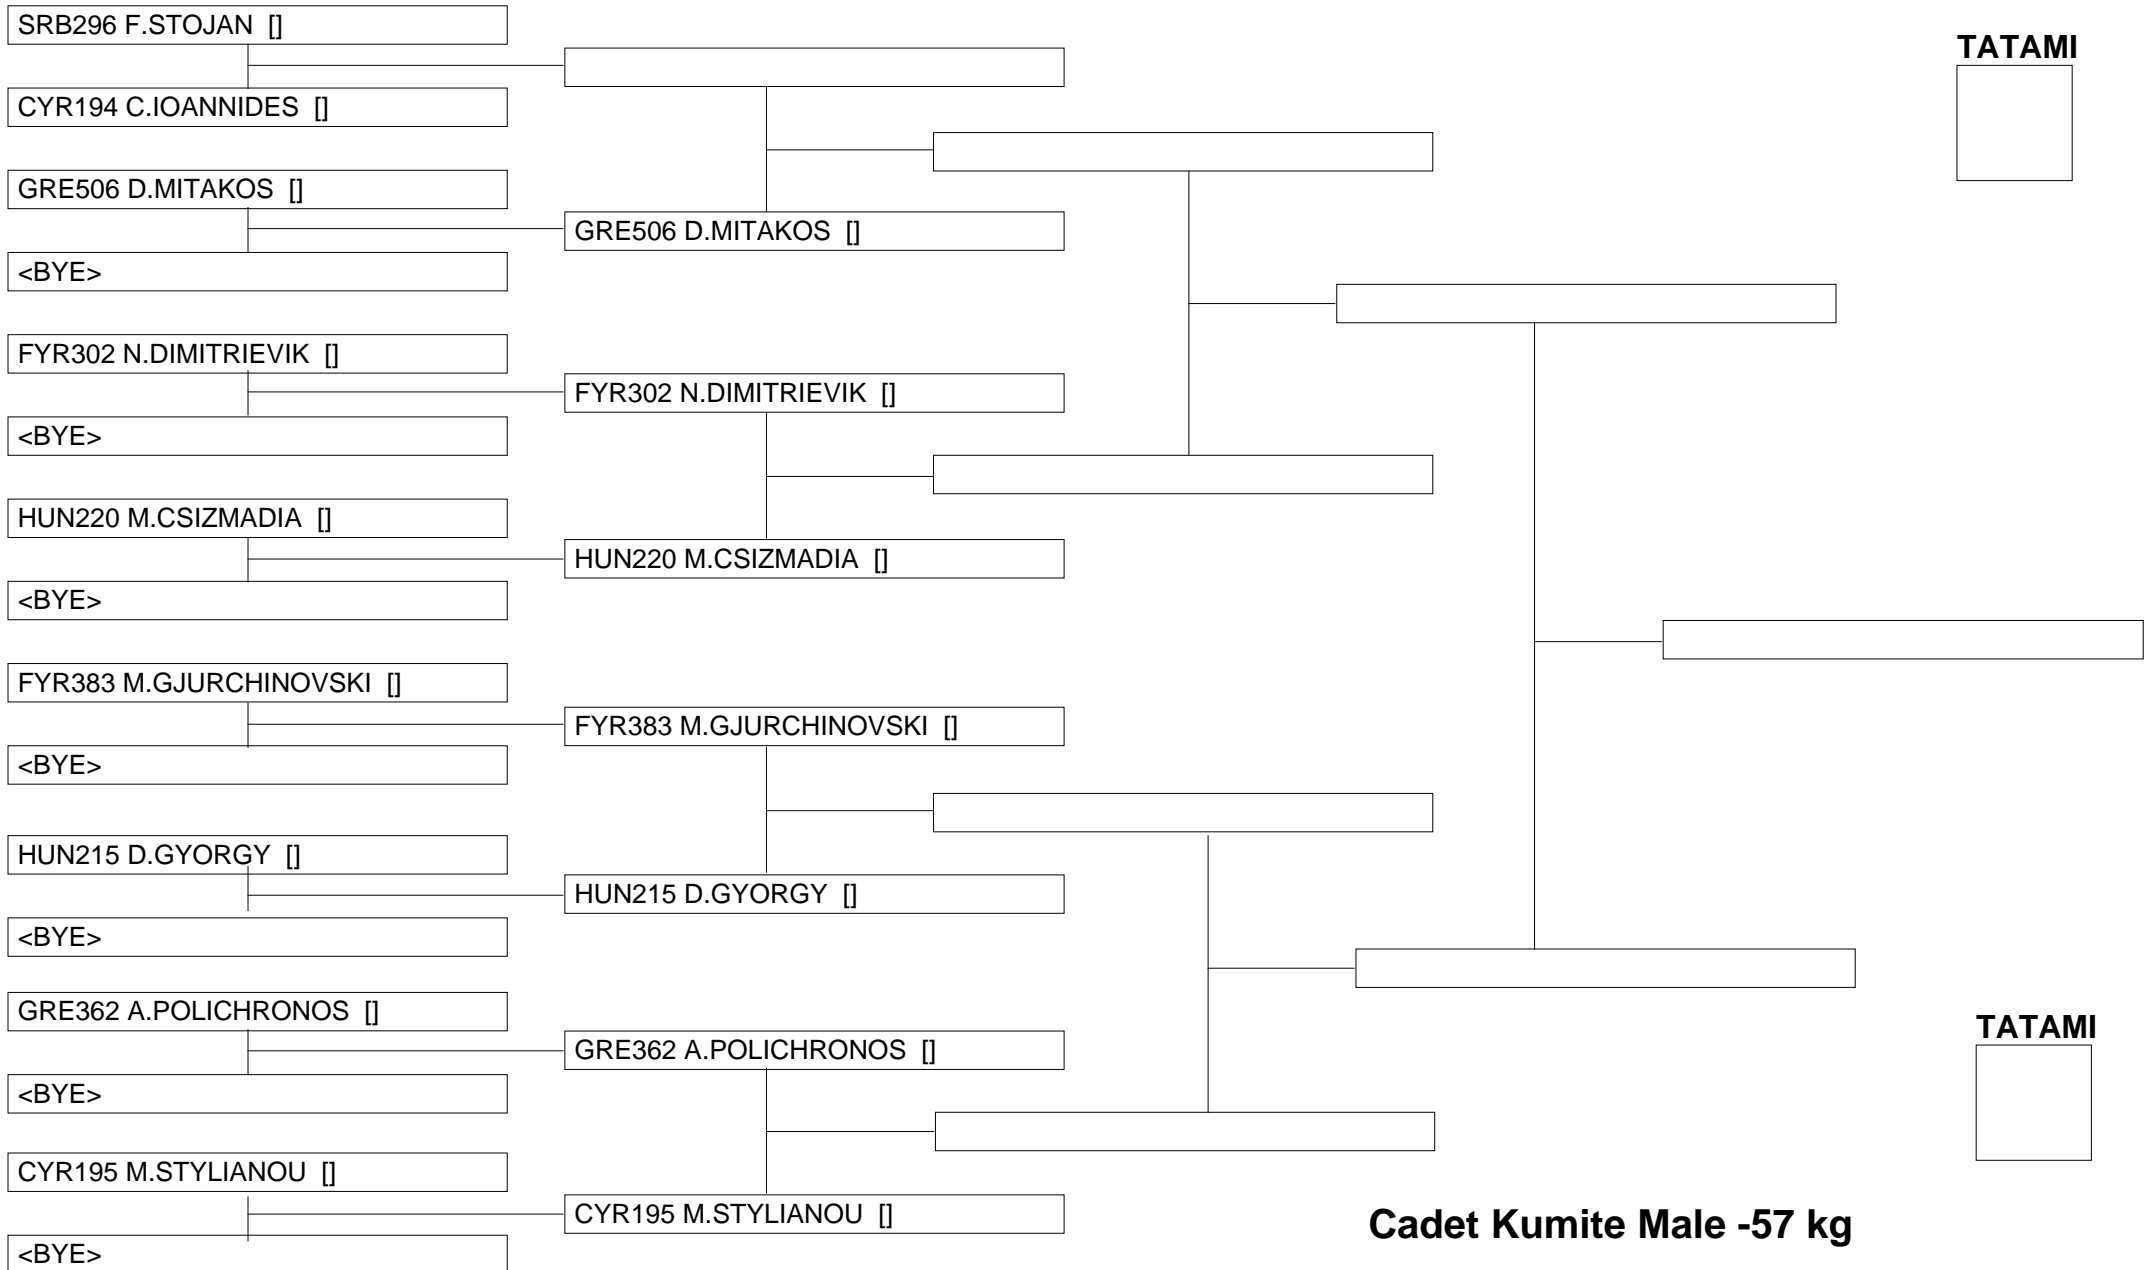 SRB296 F.STOJAN []
CYR194 C.IOANNIDES []
GRE506 D.MITAKOS []
<BYE>
FYR302 N.DIMITRIEVIK []
<BYE>
HUN220 M.CSIZMADIA []
<BYE>
FYR383 M.GJURCHINOVSKI []
<BYE>
HUN215 D.GYORGY []
<BYE>
GRE362 A.POLICHRONOS []
<BYE>
CYR195 M.STYLIANOU []
<BYE>
GRE506 D.MITAKOS []
FYR302 N.DIMITRIEVIK []
HUN220 M.CSIZMADIA []
FYR383 M.GJURCHINOVSKI []
HUN215 D.GYORGY []
GRE362 A.POLICHRONOS []
CYR195 M.STYLIANOU []
TATAMI
TATAMI
Cadet Kumite Male -57 kg